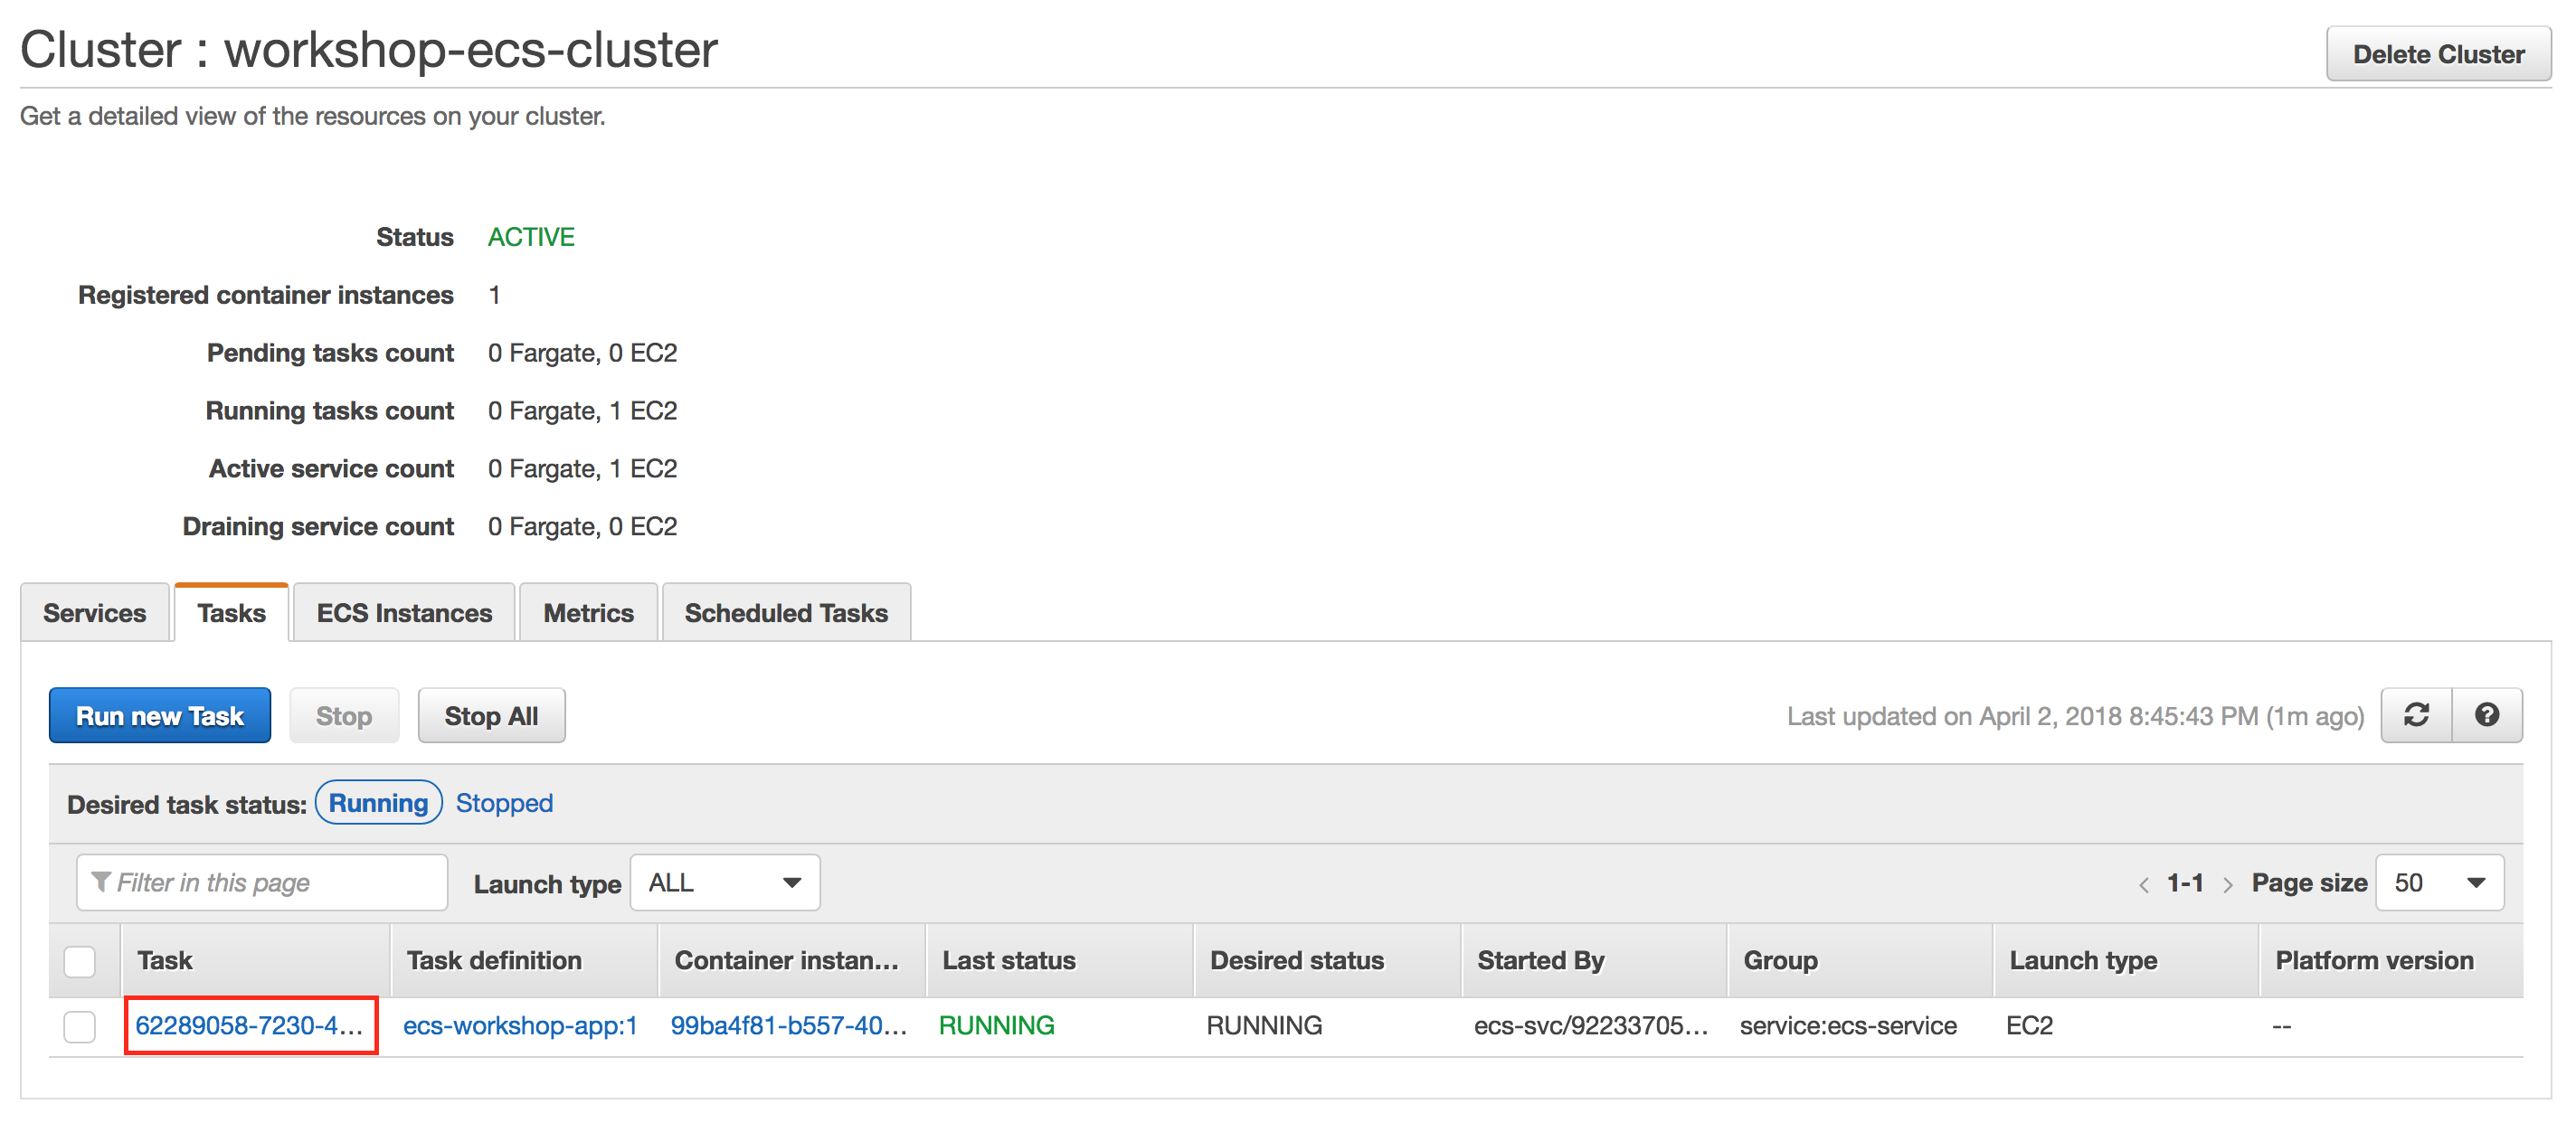 Cluster : workshop-ecs-cluster
Delete Cluster
Get a detailed view of the resources on your cluster.
Status ACTIVE
Registered container instances 1
Pending tasks count 0 Fargate, 0 EC2
Running tasks count 0 Fargate, 1 EC2
Active service count 0 Fargate, 1 EC2
Draining service count 0 Fargate, 0 EC2
Services Tasks ECS Instances Metrics Scheduled Tasks
Run new Task Stop Stop All Last updated on April 2, 2018 8:45:43 PM (1m ago)
Desired task status: Running Stopped
Filter in this page Launch type ALL < 1-1 > Page size 50
Task Task definition Container instan... Last status Desired status Started By Group Launch type Platform version
62289058-7230-4... ecs-workshop-app:1 99ba4f81-b557-40... RUNNING RUNNING ecs-svc/92233705... service:ecs-service EC2 --